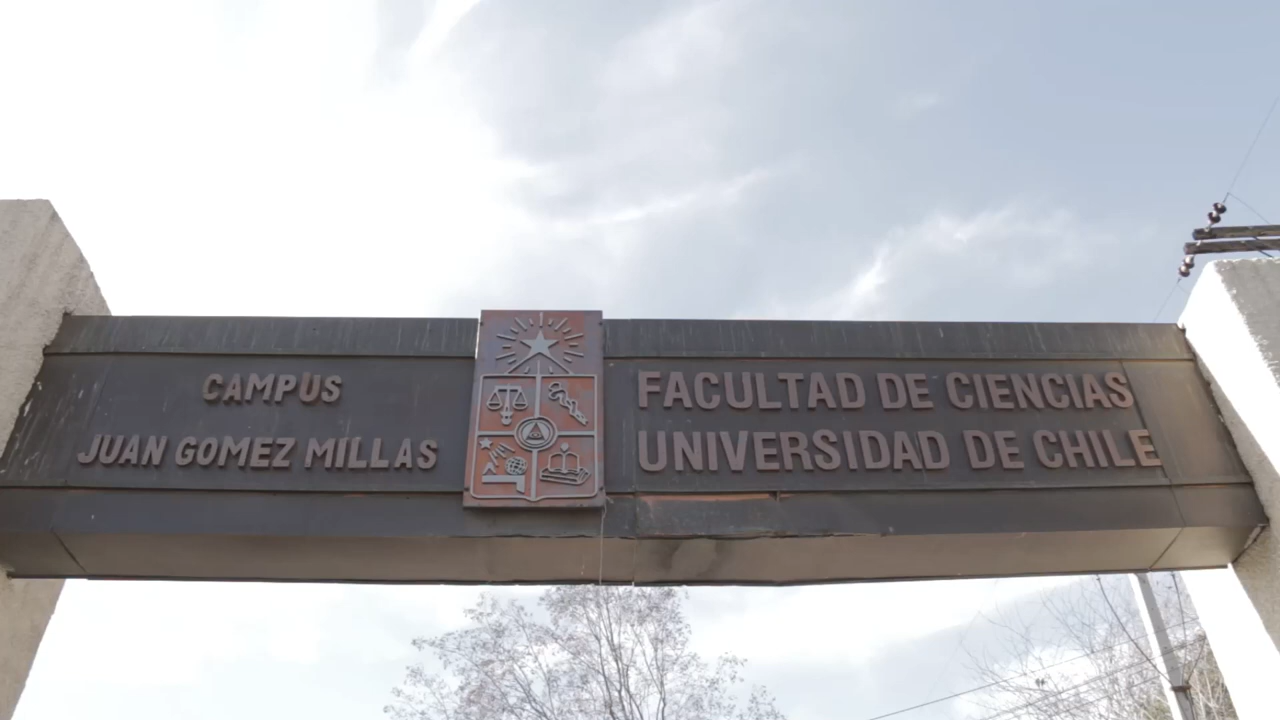 CAMPUS
JUAN GOMEZ MILLAS
FACULTAD DE CIENCIAS
UNIVERSIDAD DE CHILE